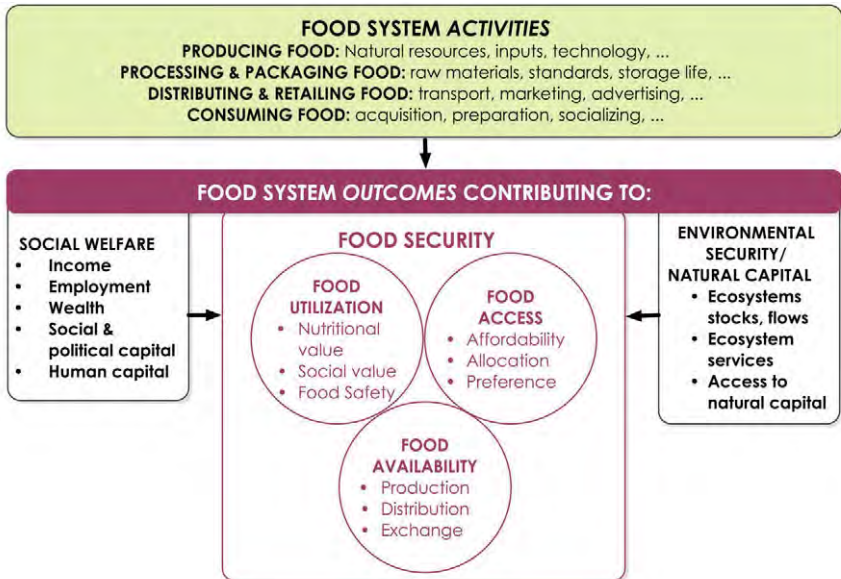 FOOD SYSTEM ACTIVITIES
PRODUCING FOOD: Natural resources, inputs, technology, ...
PROCESSING & PACKAGING FOOD: raw materials, standards, storage life, ...
DISTRIBUTING & RETAILING FOOD: transport, marketing, advertising, ...
CONSUMING FOOD: acquisition, preparation, socializing, ...
FOOD SYSTEM OUTCOMES CONTRIBUTING TO:
SOCIAL WELFARE
• Income
• Employment
• Wealth
• Social &
political capital
• Human capital
FOOD SECURITY
FOOD
UTILIZATION
• Nutritional
value
• Social value
• Food Safety
FOOD
ACCESS
• Affordability
• Allocation
• Preference
FOOD
AVAILABILITY
• Production
• Distribution
• Exchange
ENVIRONMENTAL
SECURITY/
NATURAL CAPITAL
• Ecosystems
stocks, flows
• Ecosystem
services
• Access to
natural capital